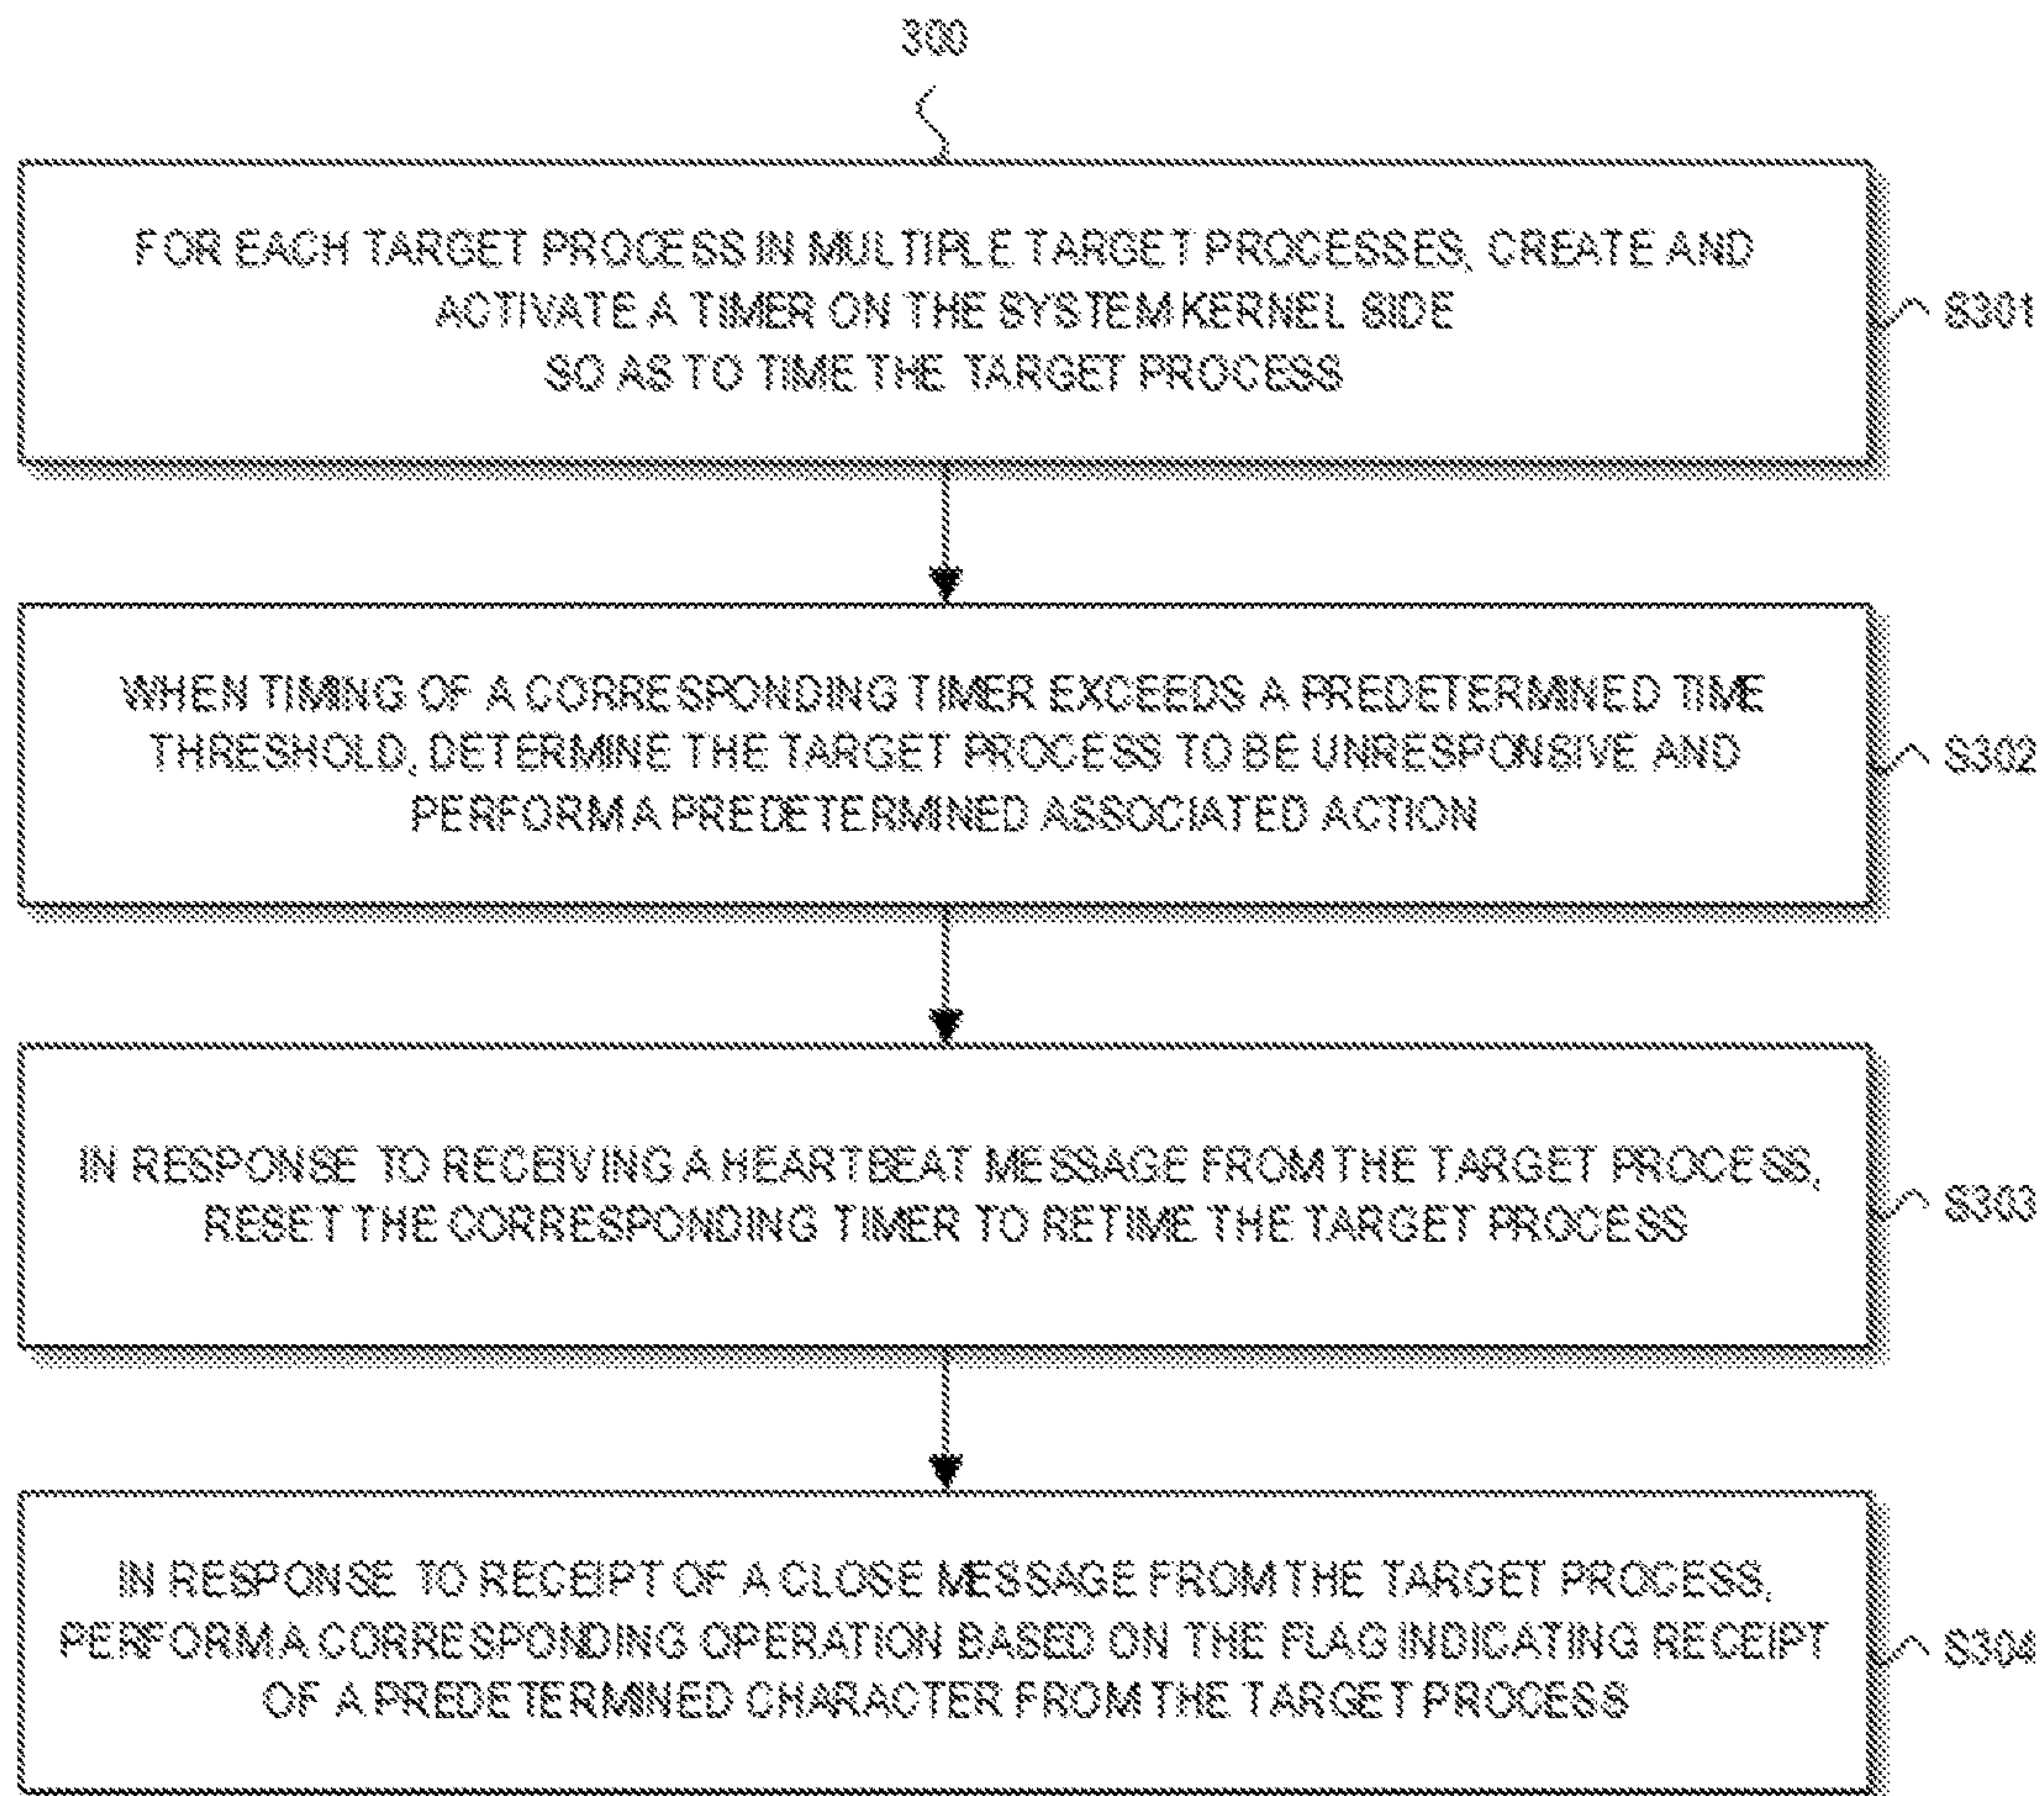 300
FOR EACH TARGET PROCESS IN MULTIPLE TARGET PROCESSES, CREATE AND
ACTIVATE A TIMER ON THE SYSTEM KERNEL SIDE
SO AS TO TIME THE TARGET PROCESS
S301
WHEN TIMING OF A CORRESPONDING TIMER EXCEEDS A PREDETERMINED TIME
THRESHOLD, DETERMINE THE TARGET PROCESS TO BE UNRESPONSIVE AND
PERFORM A PREDETERMINED ASSOCIATED ACTION
S302
IN RESPONSE TO RECEIVING A HEARTBEAT MESSAGE FROM THE TARGET PROCESS,
RESET THE CORRESPONDING TIMER TO RETIME THE TARGET PROCESS
S303
IN RESPONSE TO RECEIPT OF A CLOSE MESSAGE FROM THE TARGET PROCESS,
PERFORM A CORRESPONDING OPERATION BASED ON THE FLAG INDICATING RECEIPT
OF A PREDETERMINED CHARACTER FROM THE TARGET PROCESS
S304